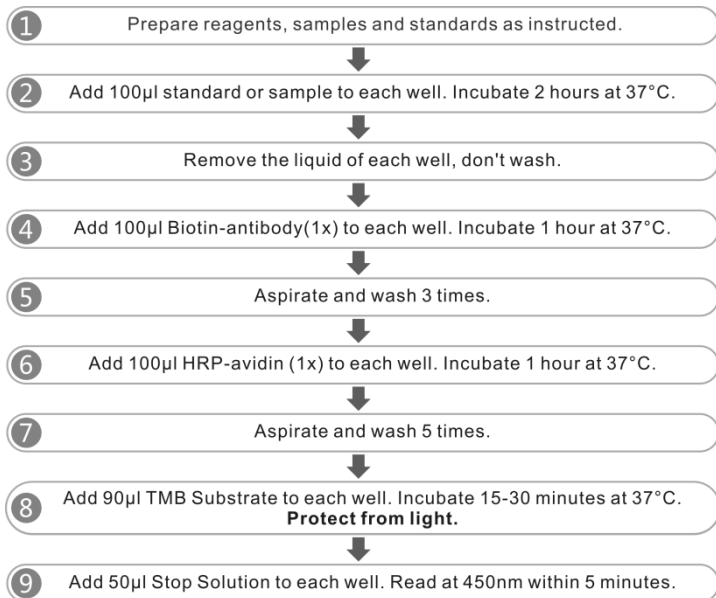 1 Prepare reagents, samples and standards as instructed.
2 Add 100μl standard or sample to each well. Incubate 2 hours at 37°C.
3 Remove the liquid of each well, don't wash.
4 Add 100μl Biotin-antibody(1x) to each well. Incubate 1 hour at 37°C.
5 Aspirate and wash 3 times.
6 Add 100μl HRP-avidin (1x) to each well. Incubate 1 hour at 37°C.
7 Aspirate and wash 5 times.
8 Add 90μl TMB Substrate to each well. Incubate 15-30 minutes at 37°C.
Protect from light.
9 Add 50μl Stop Solution to each well. Read at 450nm within 5 minutes.